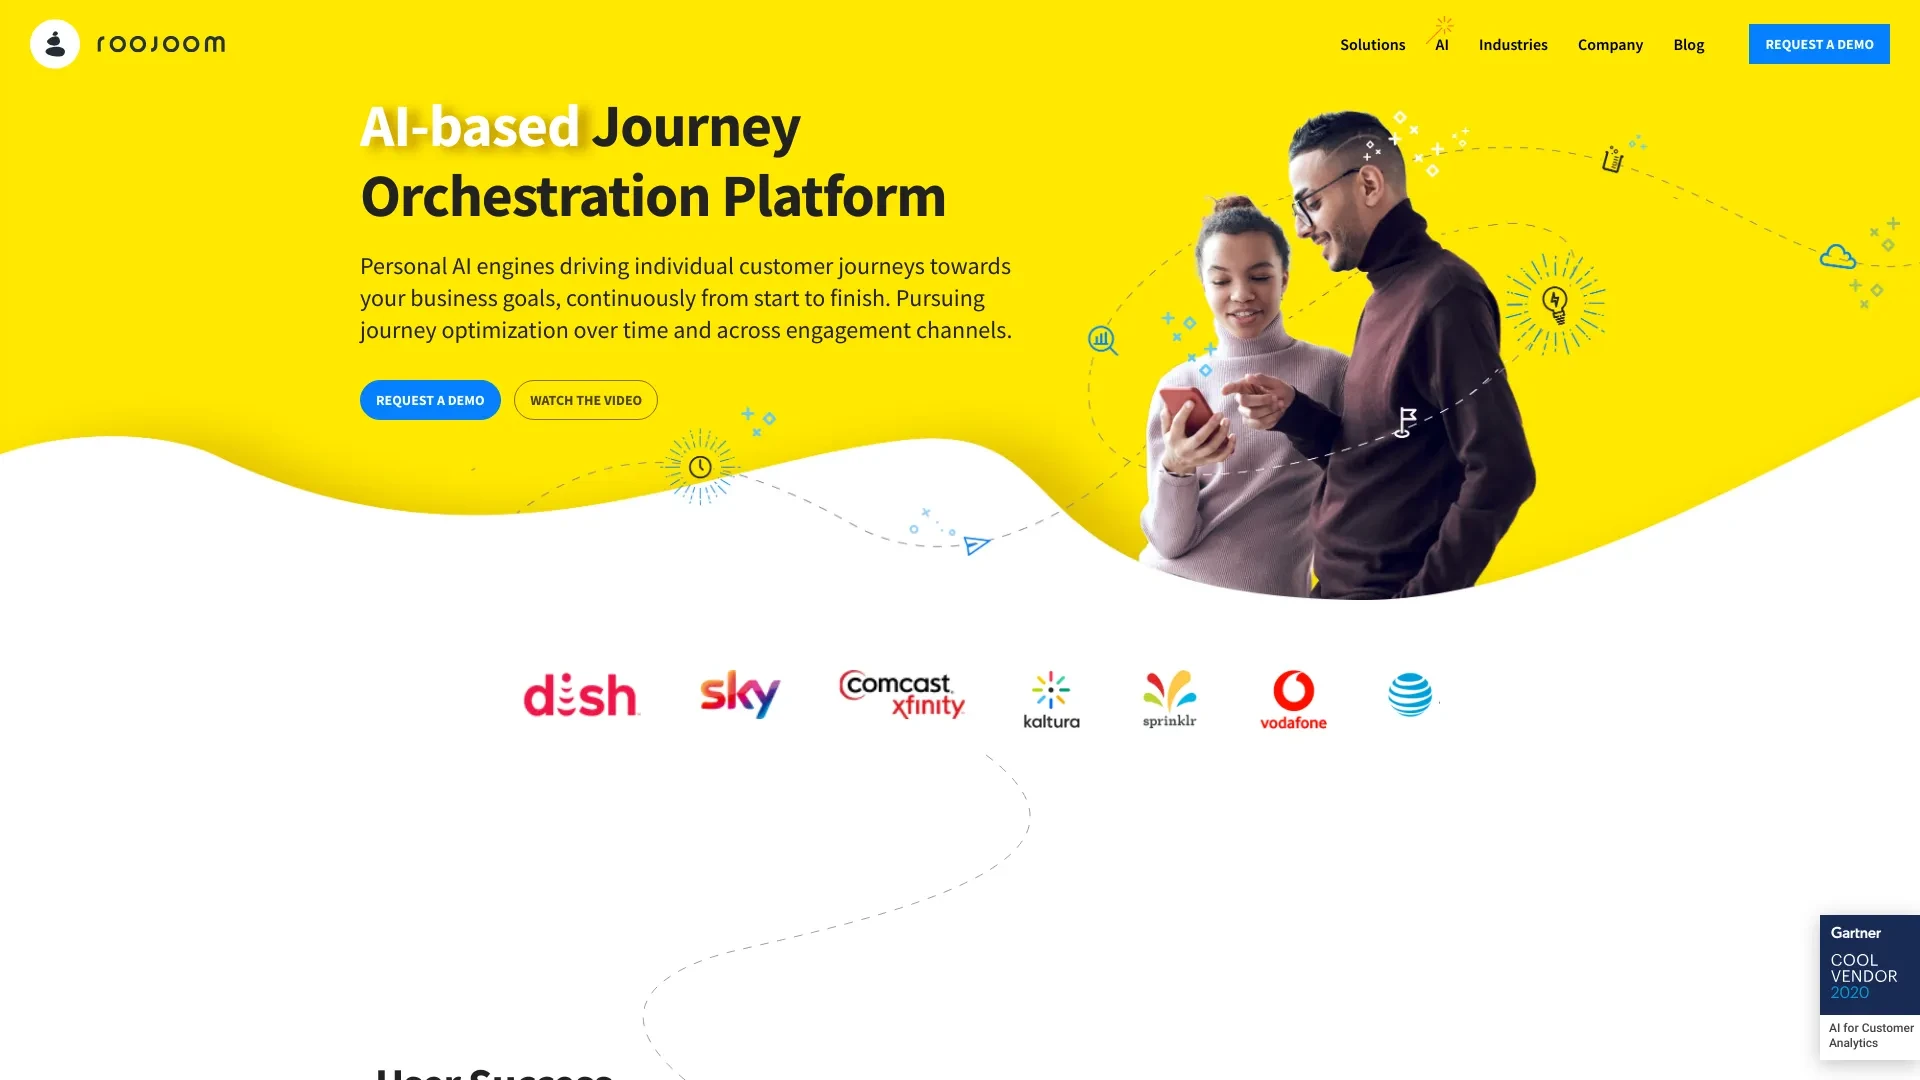 roojoom
Solutions
AI
Industries
Company
Blog
REQUEST A DEMO
AI-based Journey
Orchestration Platform
Personal AI engines driving individual customer journeys towards
your business goals, continuously from start to finish. Pursuing
journey optimization over time and across engagement channels.
REQUEST A DEMO
WATCH THE VIDEO
dish
sky
Comcast
xfinity
kaltura
sprinklr
vodafone
Gartner
COOL
VENDOR
2020
AI for Customer
Analytics
User Success